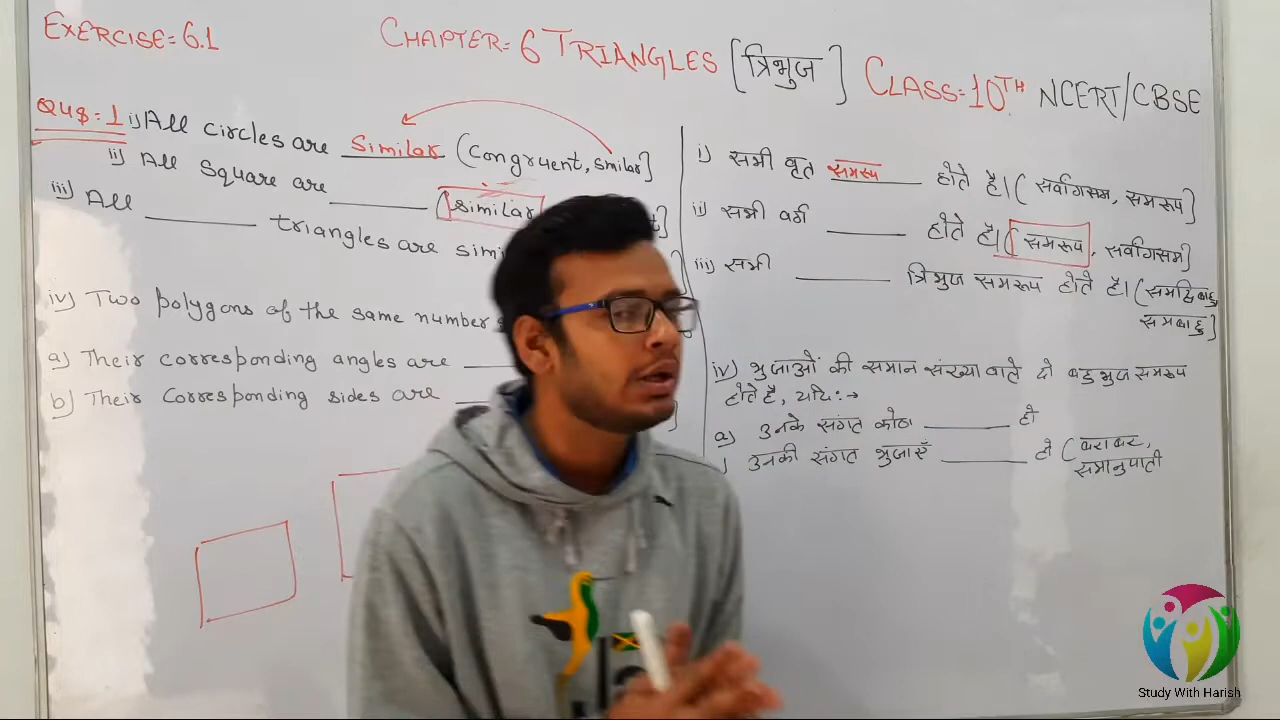 EXERCISE=6.1
CHAPTER=6 TRIANGLES [त्रिभुज] CLASS=10TH NCERT/CBSE
QUS:1 i) All circles are Similar (Congruent, smilar]
ii) All Square are ______ (similar
iii) All ______ triangles are simi
iv) Two polygons of the same number
a) Their corresponding angles are ____
b) Their Corresponding sides are ____
i) सभी वृत समरूप होते है। ( सर्वांगसम, समरूप]
ii) सभी वर्ग ______ होते है। ( समरूप, सर्वांगसम]
iii) सभी ______ त्रिभुज समरूप होते है। (समद्विबाहु,
समबाहु]
iv) भुजाओं की समान संख्या वाले दो बहुभुज समरूप
होते है, यदि:→
a) उनके संगत कोण ______ हो
) उनकी संगत भुजाएँ ______ हो (बराबर,
समानुपाती
Study With Harish